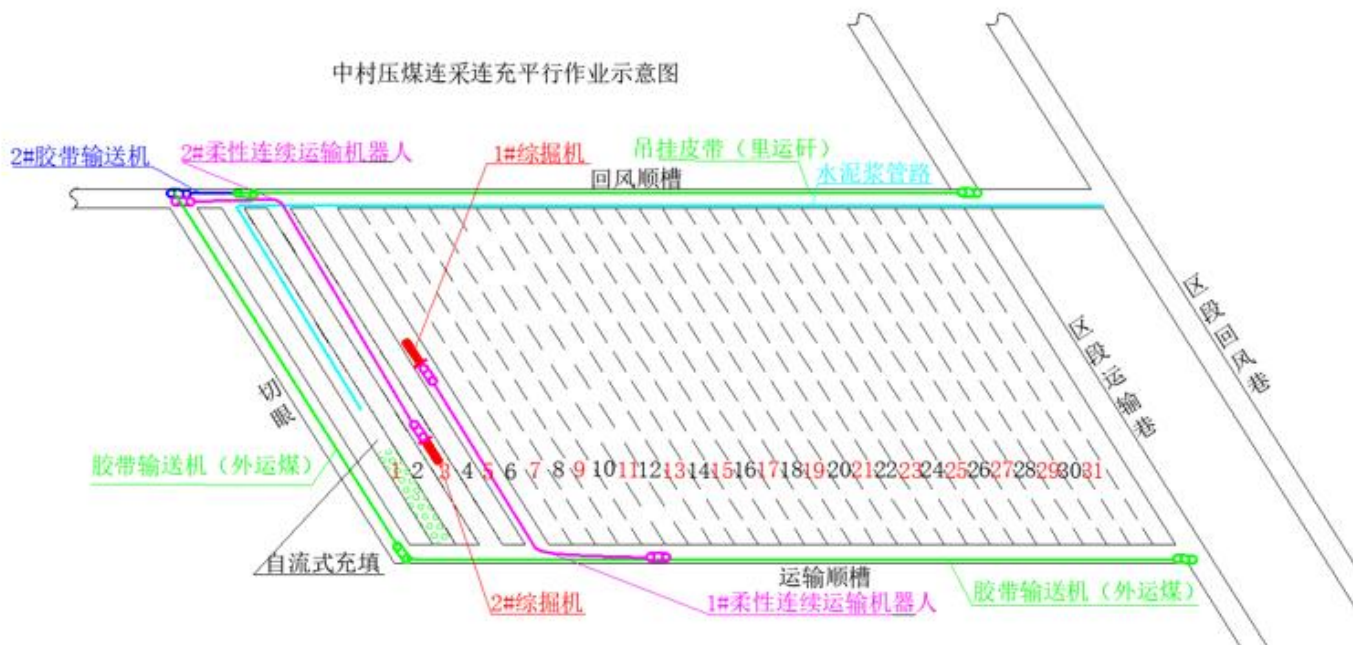 中村压煤连采连充平行作业示意图
2#胶带输送机
2#柔性连续运输机器人
1#综掘机
吊挂皮带（里运矸）
回风顺槽
水泥浆管路
区段回风巷
区段运输巷
切眼
胶带输送机（外运煤）
1 2 3 4 5 6 7 8 9 10 11 12 13 14 15 16 17 18 19 20 21 22 23 24 25 26 27 28 29 30 31
自流式充填
运输顺槽
胶带输送机（外运煤）
2#综掘机
1#柔性连续运输机器人